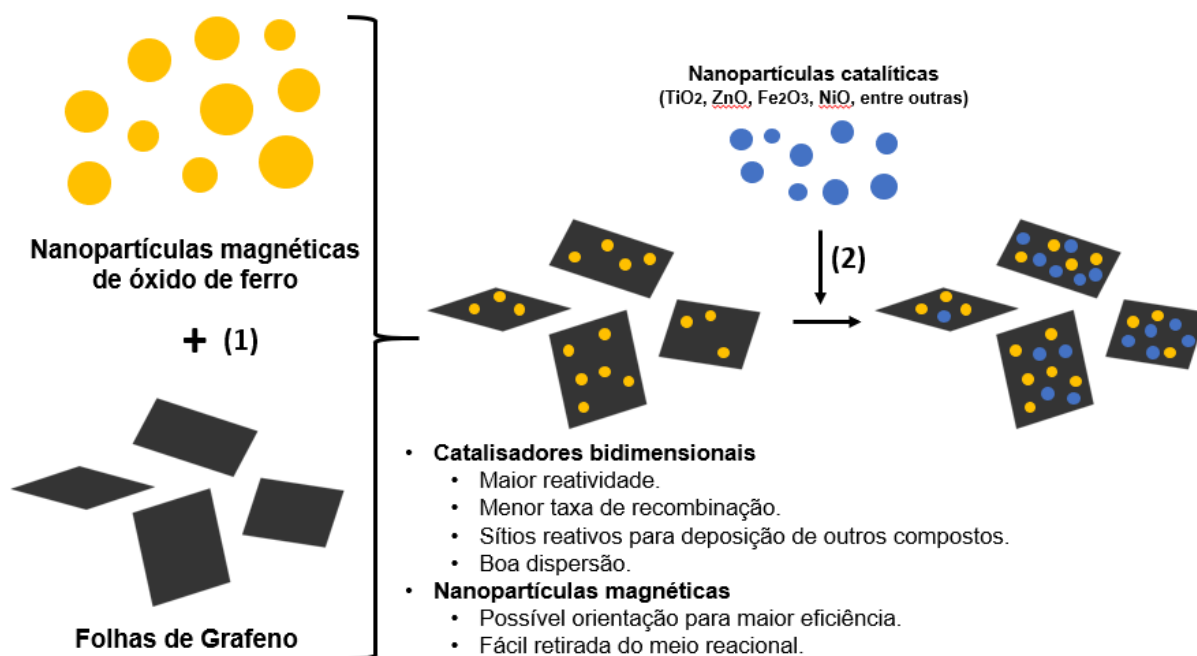 Nanopartículas magnéticas
de óxido de ferro
+ (1)
Folhas de Grafeno
Nanopartículas catalíticas
(TiO2, ZnO, Fe2O3, NiO, entre outras)
(2)
• Catalisadores bidimensionais
• Maior reatividade.
• Menor taxa de recombinação.
• Sítios reativos para deposição de outros compostos.
• Boa dispersão.
• Nanopartículas magnéticas
• Possível orientação para maior eficiência.
• Fácil retirada do meio reacional.